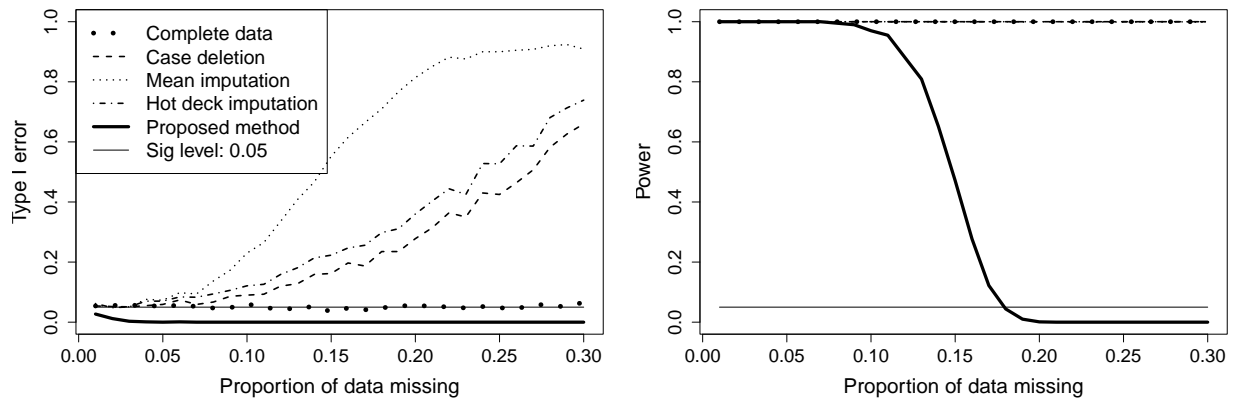 Complete data
Case deletion
Mean imputation
Hot deck imputation
Proposed method
Sig level: 0.05
Type I error
0.0 0.2 0.4 0.6 0.8 1.0
0.00 0.05 0.10 0.15 0.20 0.25 0.30
Proportion of data missing
Power
0.0 0.2 0.4 0.6 0.8 1.0
0.00 0.05 0.10 0.15 0.20 0.25 0.30
Proportion of data missing